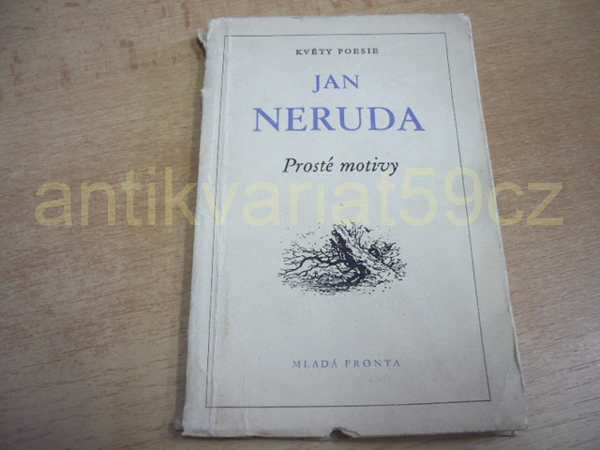 KVĚTY POESIE
JAN
NERUDA
Prosté motivy
antikvariat59cz
MLADÁ FRONTA